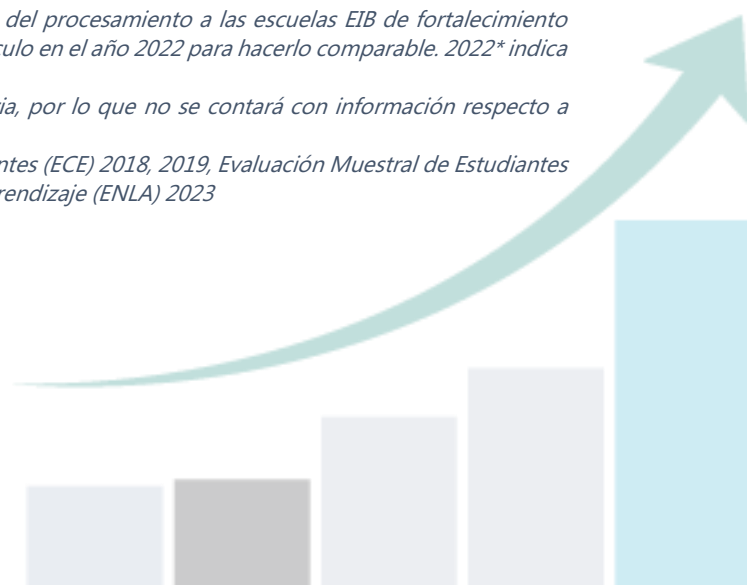 del procesamiento a las escuelas EIB de fortalecimiento
culo en el año 2022 para hacerlo comparable. 2022* indica
ia, por lo que no se contará con información respecto a
ntes (ECE) 2018, 2019, Evaluación Muestral de Estudiantes
rendizaje (ENLA) 2023